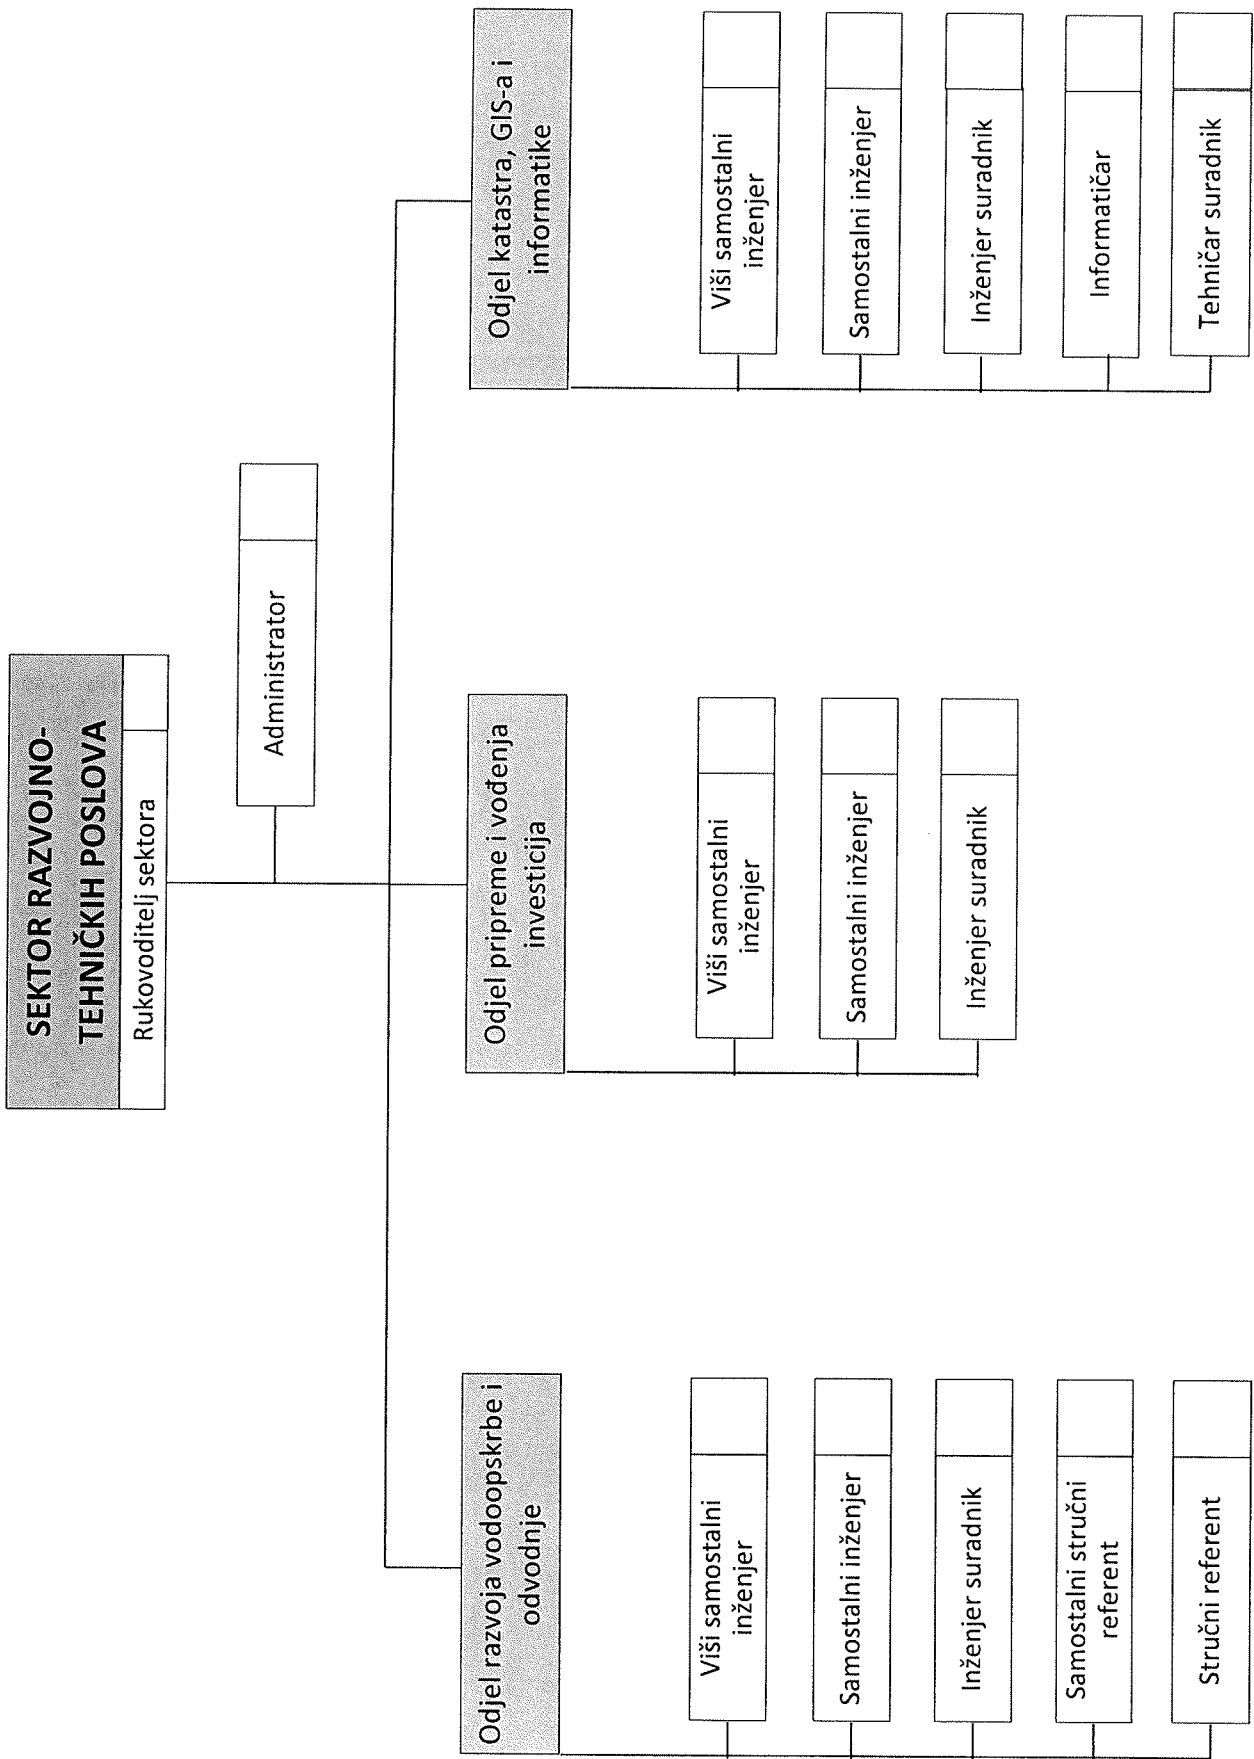 SEKTOR RAZVOJNO-
TEHNIČKIH POSLOVA
Rukovoditelj sektora
Administrator
Odjel razvoja vodoopskrbe i
odvodnje
Viši samostalni
inženjer
Samostalni inženjer
Inženjer suradnik
Samostalni stručni
referent
Stručni referent
Odjel pripreme i vođenja
investicija
Viši samostalni
inženjer
Samostalni inženjer
Inženjer suradnik
Odjel katastra, GIS-a i
informatike
Viši samostalni
inženjer
Samostalni inženjer
Inženjer suradnik
Informatičar
Tehničar suradnik